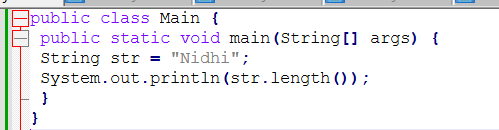 public class Main {
public static void main(String[] args) {
String str = "Nidhi";
System.out.println(str.length());
}
}